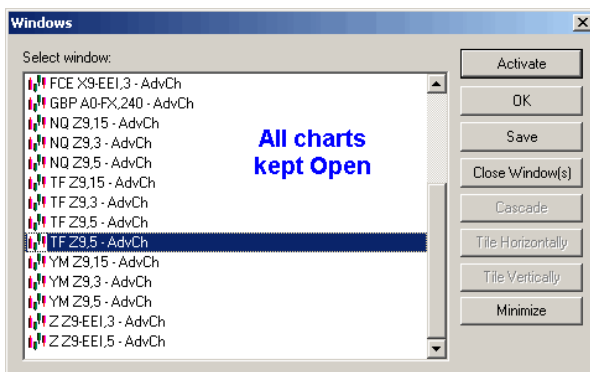 Windows
Select window:
FCE X9-EEI,3 - AdvCh
GBP A0-FX,240 - AdvCh
NQ Z9,15 - AdvCh
NQ Z9,3 - AdvCh
NQ Z9,5 - AdvCh
TF Z9,15 - AdvCh
TF Z9,3 - AdvCh
TF Z9,5 - AdvCh
TF Z9,5 - AdvCh
YM Z9,15 - AdvCh
YM Z9,3 - AdvCh
YM Z9,5 - AdvCh
Z Z9-EEI,3 - AdvCh
Z Z9-EEI,5 - AdvCh
All charts
kept Open
Activate
OK
Save
Close Window(s)
Cascade
Tile Horizontally
Tile Vertically
Minimize